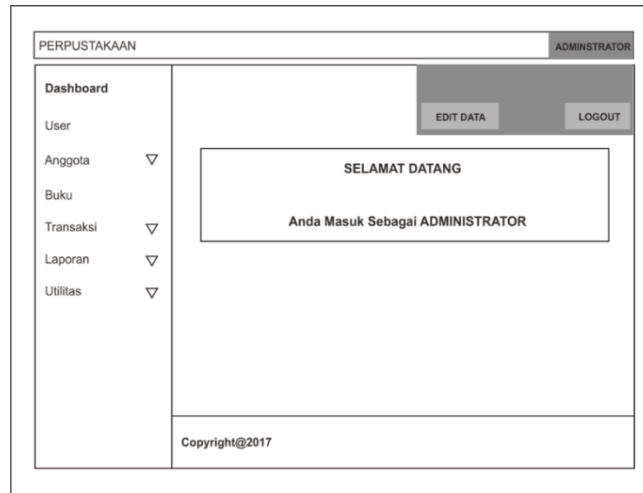 PERPUSTAKAAN
ADMINSTRATOR
Dashboard
User
Anggota
Buku
Transaksi
Laporan
Utilitas
EDIT DATA
LOGOUT
SELAMAT DATANG
Anda Masuk Sebagai ADMINISTRATOR
Copyright@2017